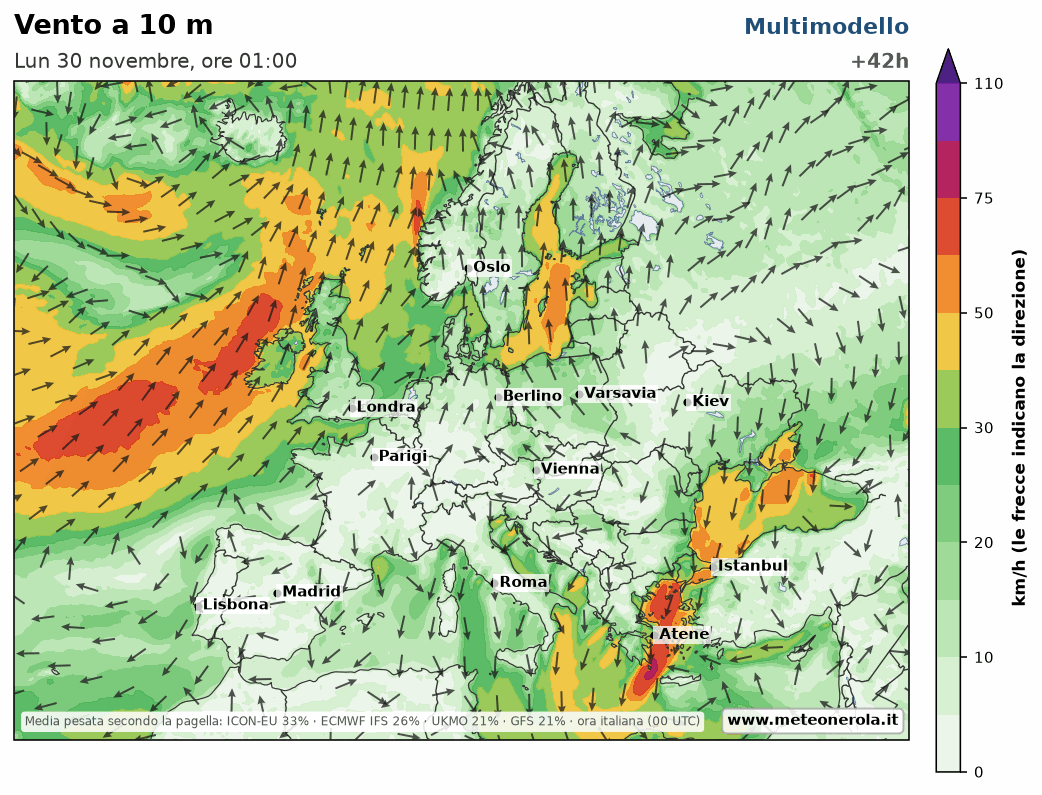 Vento a 10 m
Multimodello
Lun 30 novembre, ore 01:00
+42h
110
75
50
30
20
10
0
km/h (le frecce indicano la direzione)
Oslo
Berlino
Varsavia
Kiev
Londra
Parigi
Vienna
Istanbul
Roma
Madrid
Lisbona
Atene
Media pesata secondo la pagella: ICON-EU 33% · ECMWF IFS 26% · UKMO 21% · GFS 21% · ora italiana (00 UTC)
www.meteonerola.it